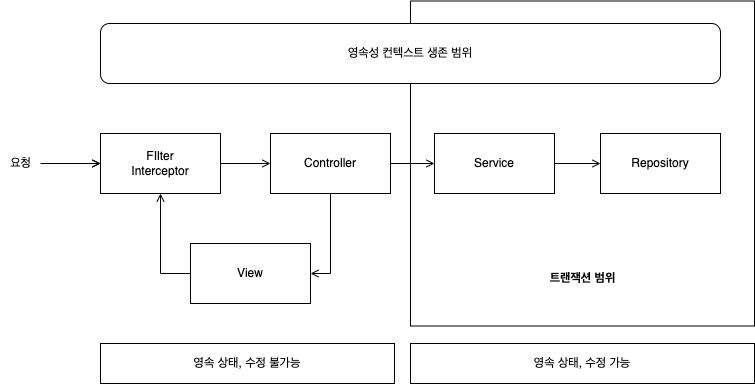 영속성 컨텍스트 생존 범위
요청
FIlter
Interceptor
Controller
Service
Repository
View
트랜잭션 범위
영속 상태, 수정 불가능
영속 상태, 수정 가능